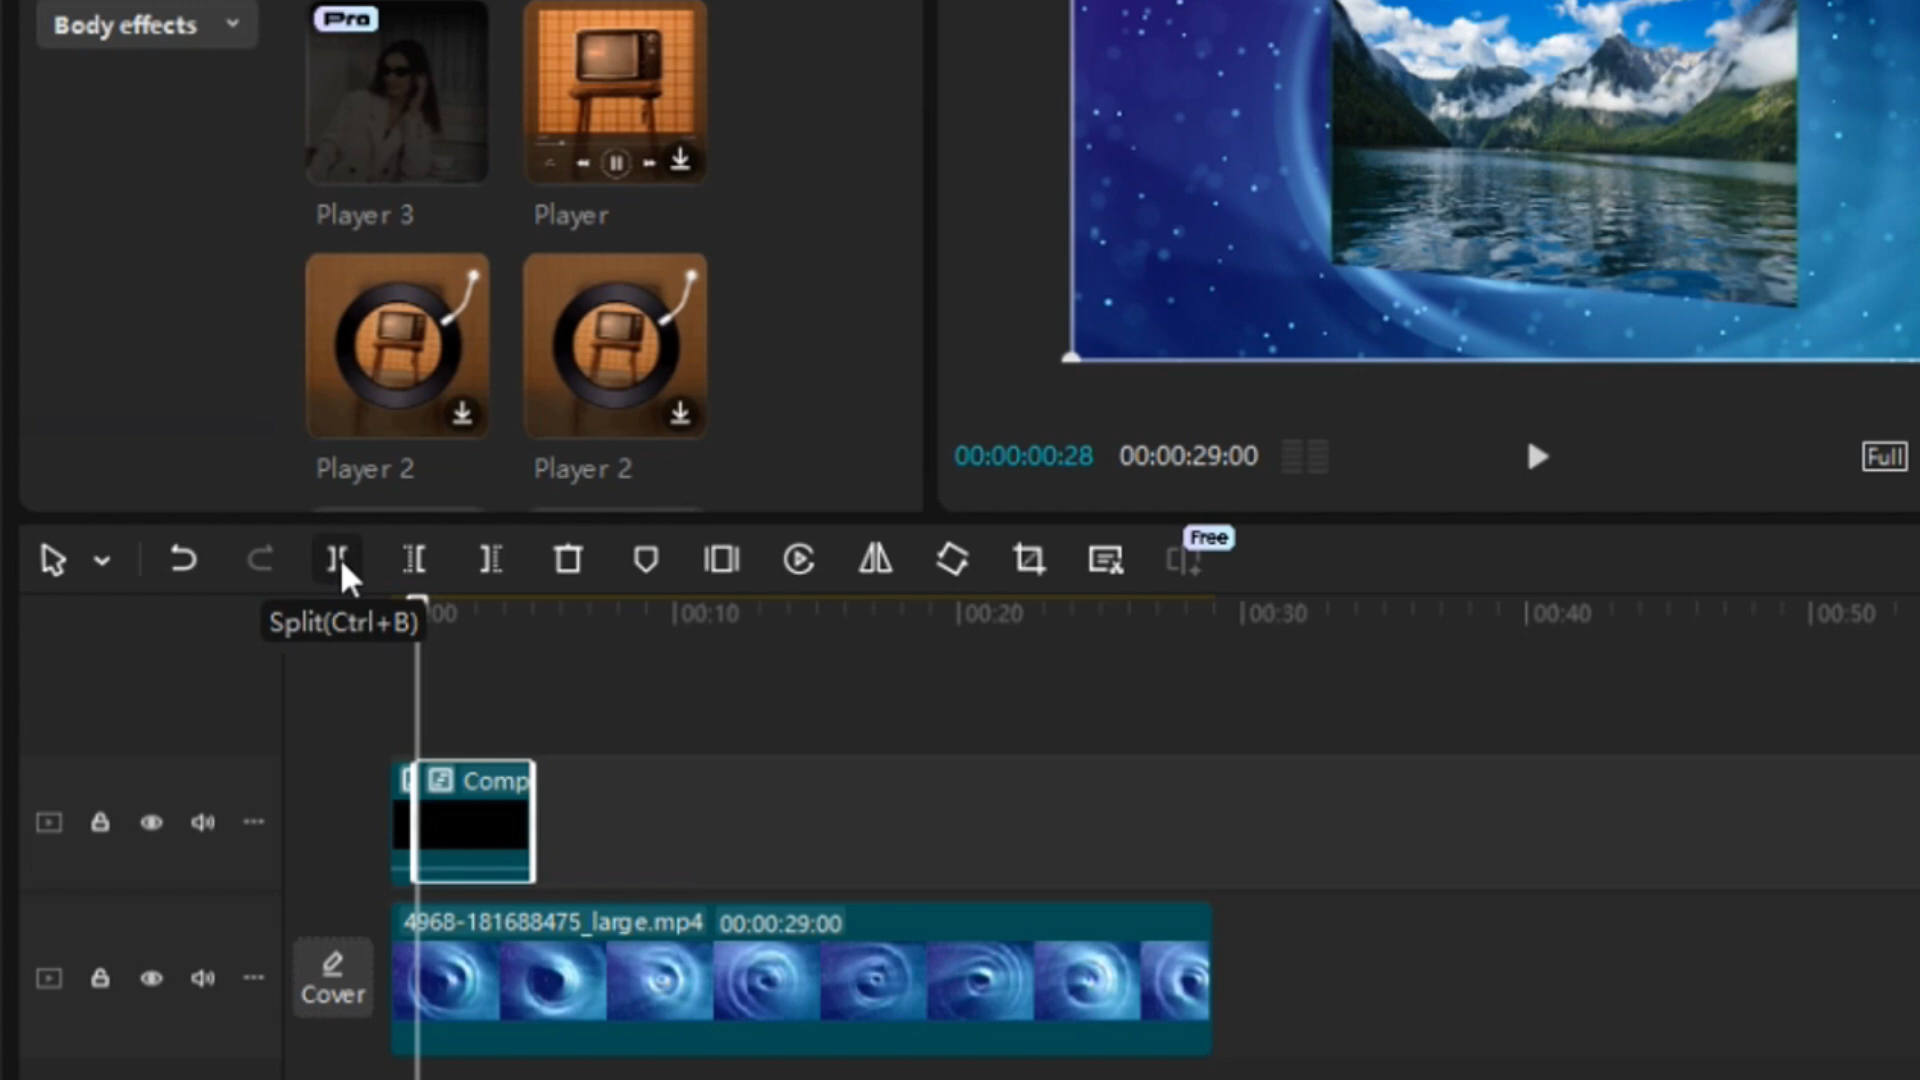 Body effects
Pro
Player 3
Player
Player 2
Player 2
00:00:00:28
00:00:29:00
Full
Free
Split(Ctrl+B)
:00
00:10
00:20
00:30
00:40
00:50
Comp
4968-181688475_large.mp4
00:00:29:00
Cover